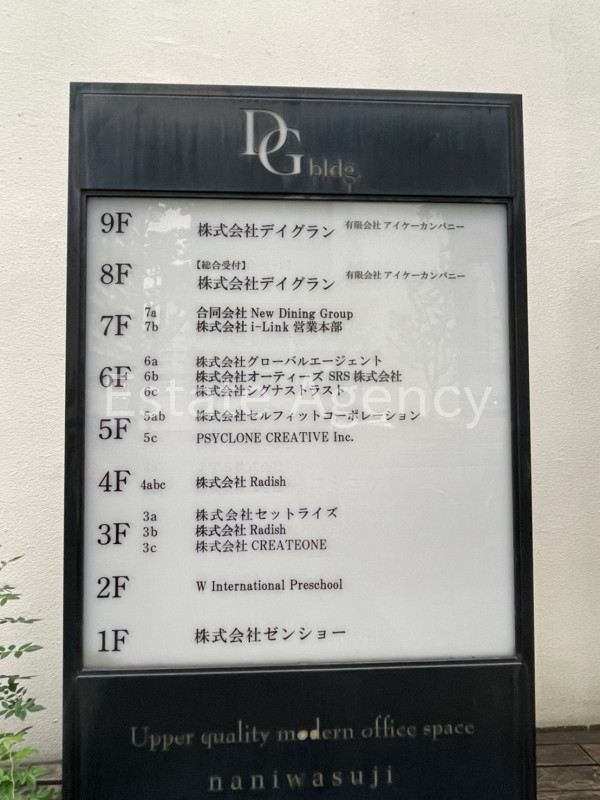 DG bldg.
9F 株式会社デイグラン 有限会社 アイケーカンパニー
【総合受付】
8F 株式会社デイグラン 有限会社 アイケーカンパニー
7F 7a 合同会社 New Dining Group
7b 株式会社 i-Link 営業本部
6F 6a 株式会社グローバルエージェント
6b 株式会社オーティーズ SRS 株式会社
6c 株式会社シグナストラスト
Estate Agency
5F 5ab 株式会社セルフィットコーポレーション
5c PSYCLONE CREATIVE Inc.
4F 4abc 株式会社 Radish
3F 3a 株式会社セットライズ
3b 株式会社 Radish
3c 株式会社 CREATEONE
2F W International Preschool
1F 株式会社ゼンショー
Upper quality modern office space
naniwasuji